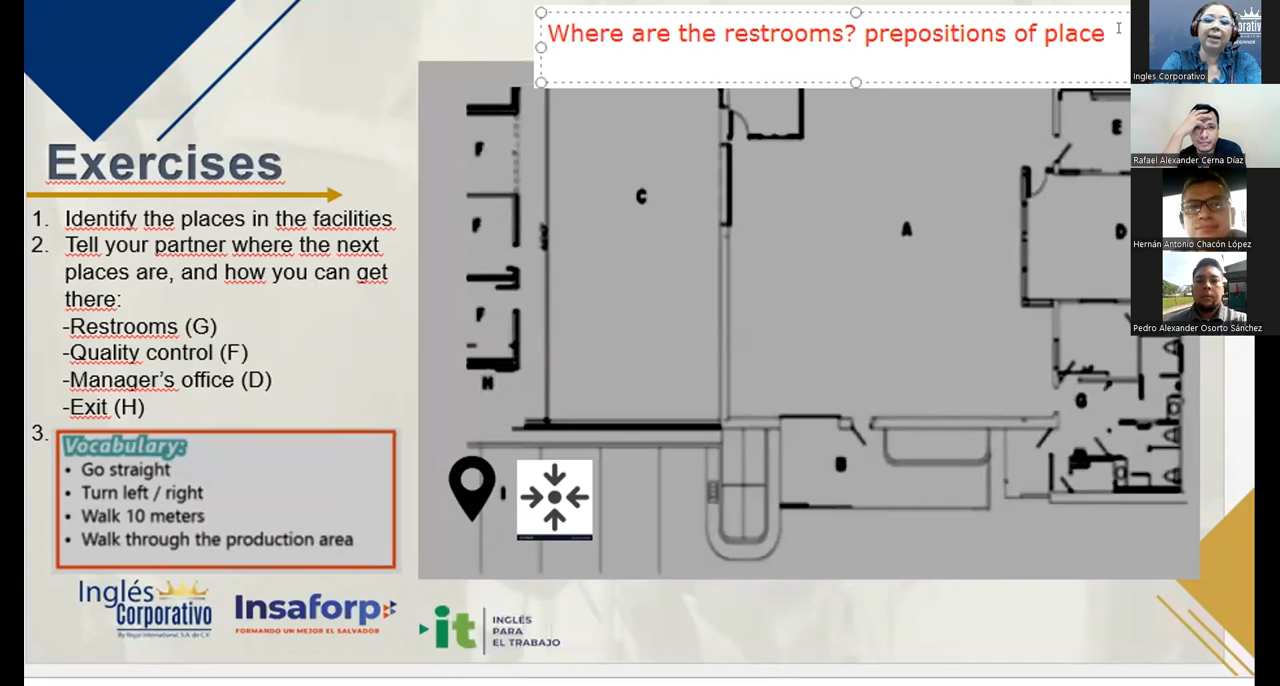 Where are the restrooms? prepositions of place
Exercises
1. Identify the places in the facilities
2. Tell your partner where the next
places are, and how you can get
there:
-Restrooms (G)
-Quality control (F)
-Manager's office (D)
-Exit (H)
3.
Vocabulary:
• Go straight
• Turn left / right
• Walk 10 meters
• Walk through the production area
F
F
F
H
C
A
E
D
G
I
Inglés
Corporativo
Insaforp
FORMANDO UN MEJOR EL SALVADOR
it
INGLÉS
PARA
EL TRABAJO
Ingles Corporativo
Rafael Alexander Cerna Díaz
Hernán Antonio Chacón López
Pedro Alexander Osorto Sánchez